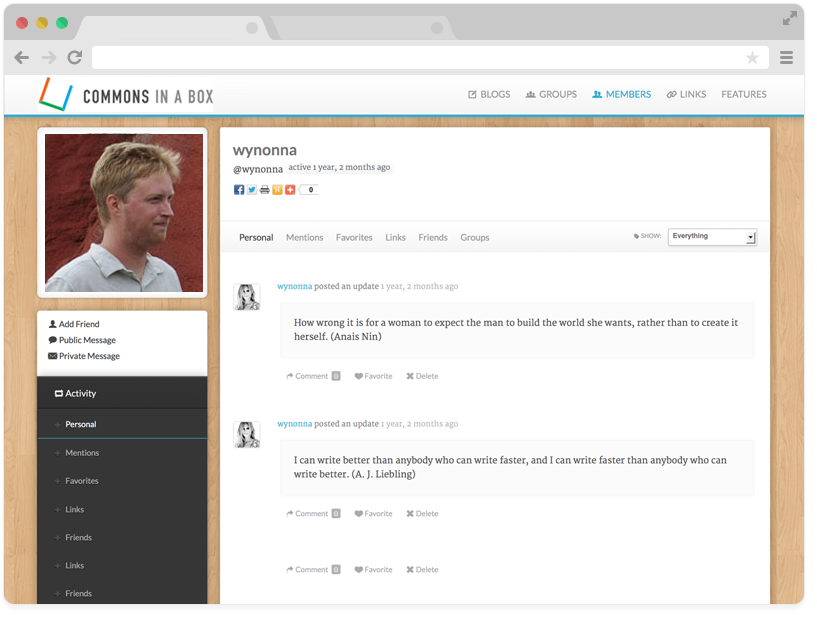 COMMONS IN A BOX
BLOGS GROUPS MEMBERS LINKS FEATURES
wynonna
@wynonna active 1 year, 2 months ago
0
Personal Mentions Favorites Links Friends Groups
SHOW: Everything
wynonna posted an update 1 year, 2 months ago
How wrong it is for a woman to expect the man to build the world she wants, rather than to create it
herself. (Anais Nin)
Comment 0 Favorite Delete
wynonna posted an update 1 year, 2 months ago
I can write better than anybody who can write faster, and I can write faster than anybody who can
write better. (A. J. Liebling)
Comment 0 Favorite Delete
Comment 0 Favorite Delete
Add Friend
Public Message
Private Message
Activity
Personal
Mentions
Favorites
Links
Friends
Links
Friends